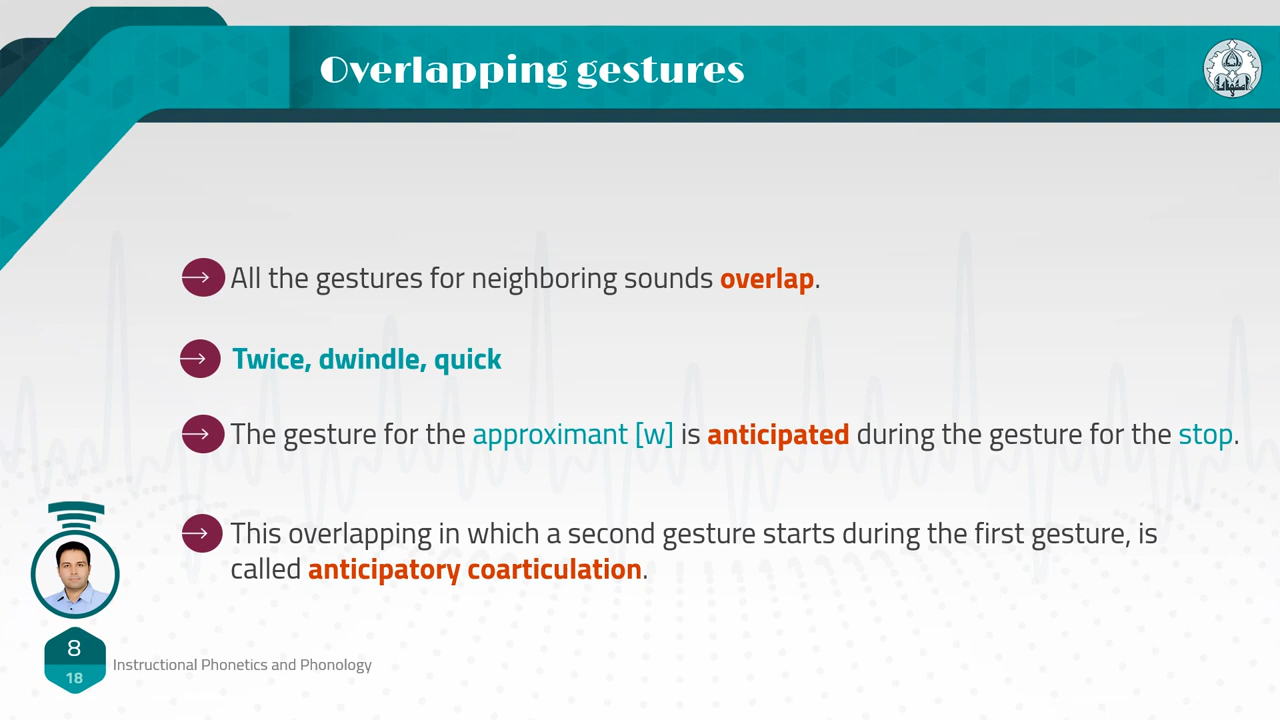 Overlapping gestures
All the gestures for neighboring sounds overlap.
Twice, dwindle, quick
The gesture for the approximant [w] is anticipated during the gesture for the stop.
This overlapping in which a second gesture starts during the first gesture, is
called anticipatory coarticulation.
8
18
Instructional Phonetics and Phonology